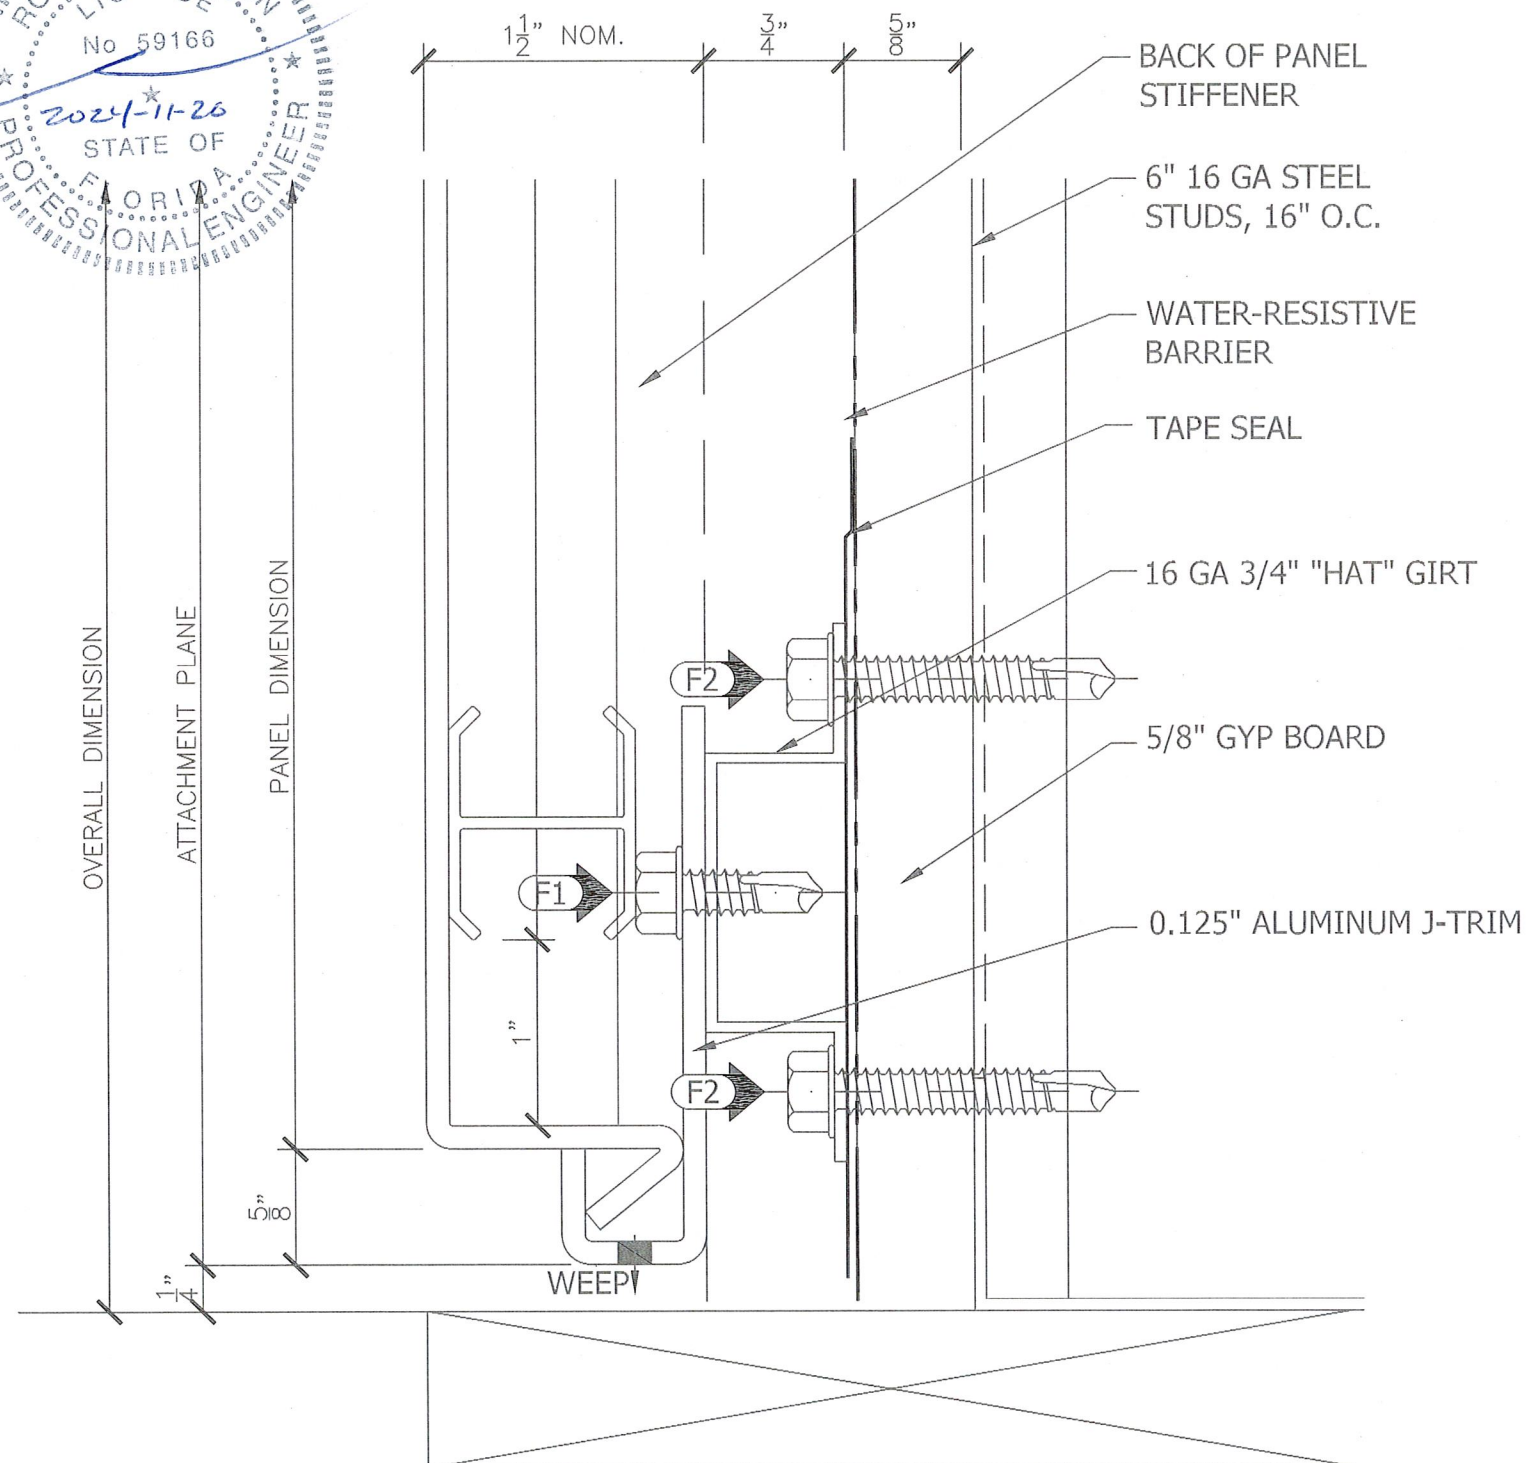 No 59166
2024-11-26
STATE OF
FLORIDA
PROFESSIONAL ENGINEER
1 1/2" NOM.
3/4"
5/8"
BACK OF PANEL
STIFFENER
6" 16 GA STEEL
STUDS, 16" O.C.
WATER-RESISTIVE
BARRIER
TAPE SEAL
16 GA 3/4" "HAT" GIRT
5/8" GYP BOARD
0.125" ALUMINUM J-TRIM
OVERALL DIMENSION
ATTACHMENT PLANE
PANEL DIMENSION
F2
F1
F2
1"
5/8"
1/4"
WEEP